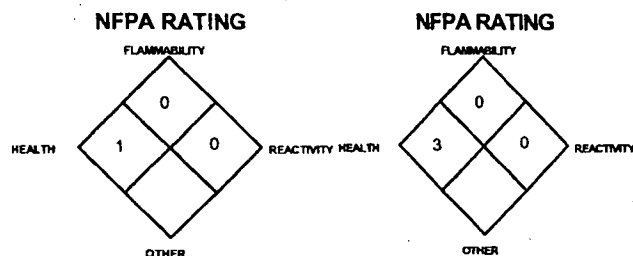 NFPA RATING
FLAMMABILITY
0
HEALTH 1 0 REACTIVITY
OTHER
NFPA RATING
FLAMMABILITY
0
HEALTH 3 0 REACTIVITY
OTHER